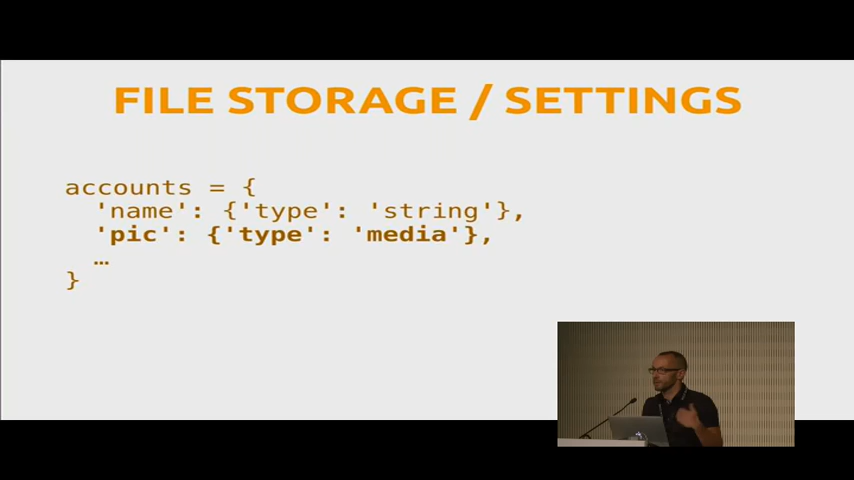 FILE STORAGE / SETTINGS
accounts = {
'name': {'type': 'string'},
'pic': {'type': 'media'},
…
}